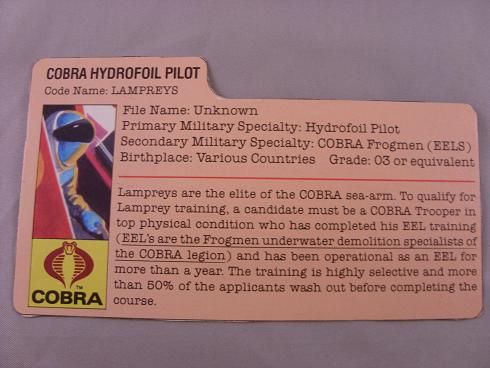 COBRA HYDROFOIL PILOT
Code Name: LAMPREYS
File Name: Unknown
Primary Military Specialty: Hydrofoil Pilot
Secondary Military Specialty: COBRA Frogmen (EELS)
Birthplace: Various Countries Grade: 03 or equivalent
Lampreys are the elite of the COBRA sea-arm. To qualify for
Lamprey training, a candidate must be a COBRA Trooper in
top physical condition who has completed his EEL training
(EEL's are the Frogmen underwater demolition specialists of
the COBRA legion) and has been operational as an EEL for
more than a year. The training is highly selective and more
than 50% of the applicants wash out before completing the
course.
TM
COBRA